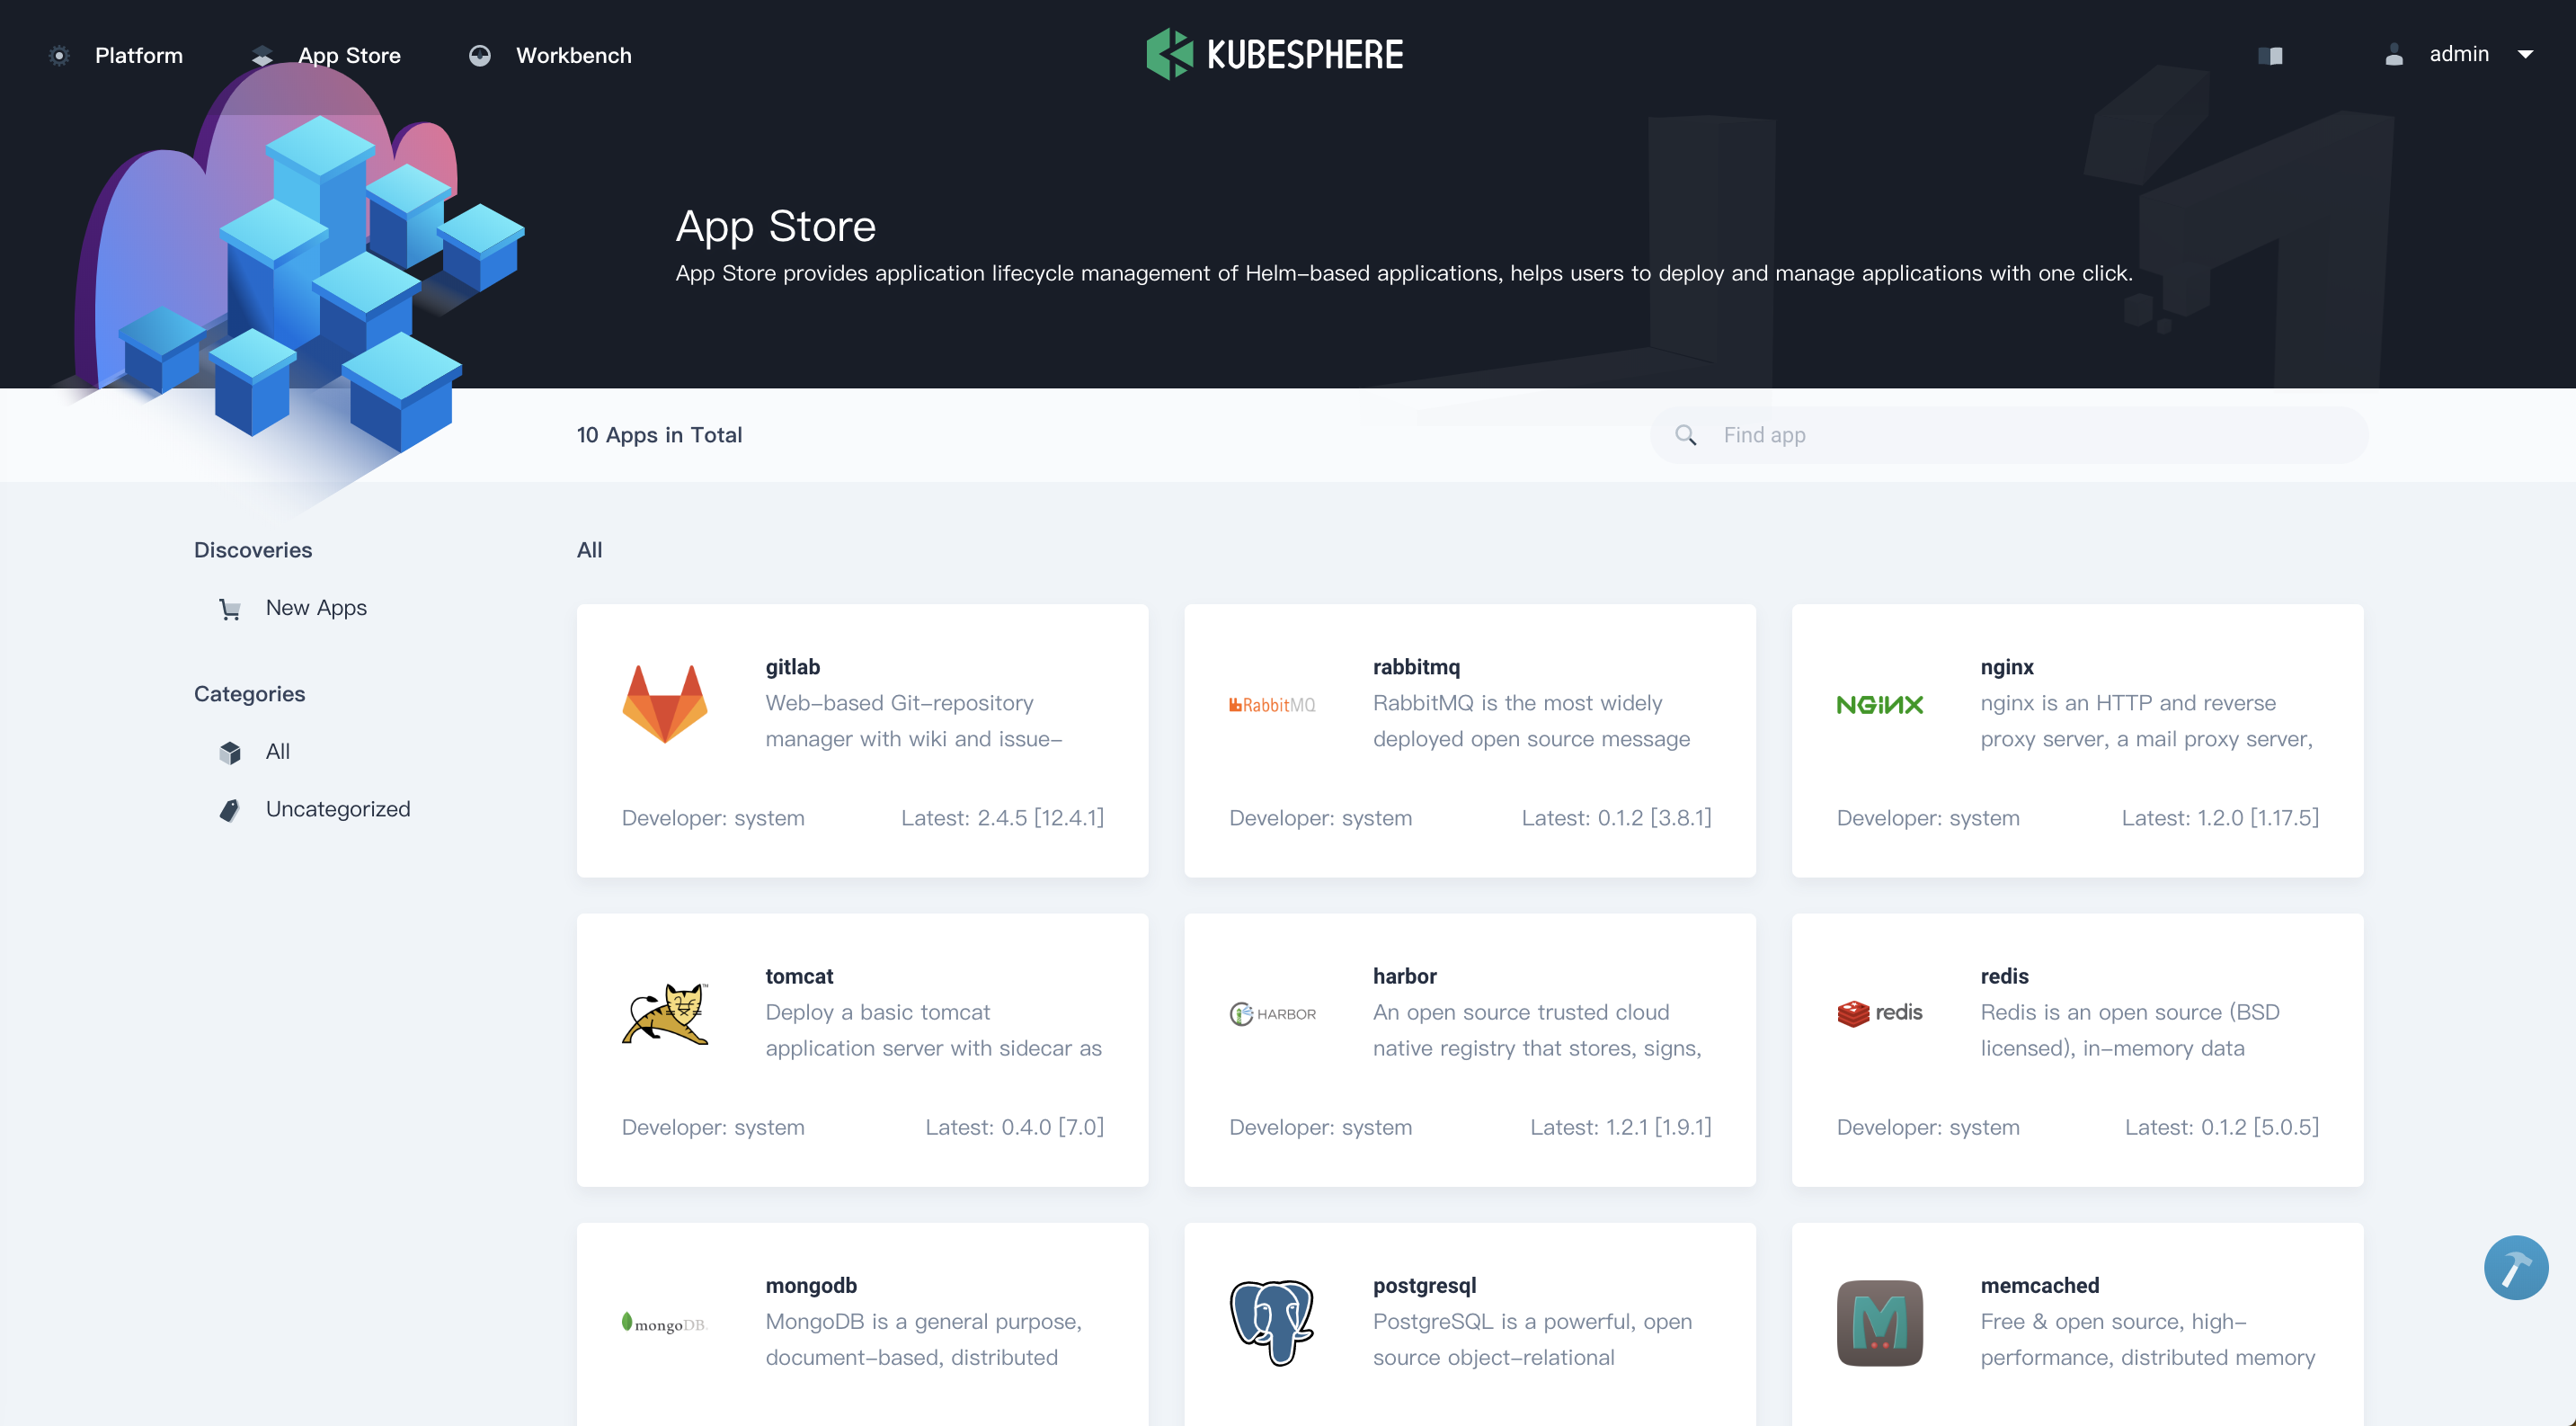 Platform
App Store
Workbench
KUBESPHERE
admin
App Store
App Store provides application lifecycle management of Helm-based applications, helps users to deploy and manage applications with one click.
10 Apps in Total
Find app
Discoveries
New Apps
Categories
All
Uncategorized
All
gitlab
Web-based Git-repository
manager with wiki and issue-
Developer: system
Latest: 2.4.5 [12.4.1]
RabbitMQ
rabbitmq
RabbitMQ is the most widely
deployed open source message
Developer: system
Latest: 0.1.2 [3.8.1]
NGINX
nginx
nginx is an HTTP and reverse
proxy server, a mail proxy server,
Developer: system
Latest: 1.2.0 [1.17.5]
tomcat
Deploy a basic tomcat
application server with sidecar as
Developer: system
Latest: 0.4.0 [7.0]
HARBOR
harbor
An open source trusted cloud
native registry that stores, signs,
Developer: system
Latest: 1.2.1 [1.9.1]
redis
redis
Redis is an open source (BSD
licensed), in-memory data
Developer: system
Latest: 0.1.2 [5.0.5]
mongoDB.
mongodb
MongoDB is a general purpose,
document-based, distributed
postgresql
PostgreSQL is a powerful, open
source object-relational
M
memcached
Free & open source, high-
performance, distributed memory